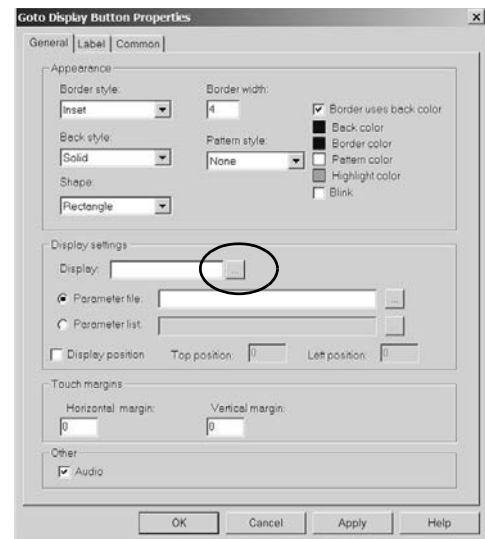 Goto Display Button Properties
General Label Common
Appearance
Border style: Border width:
Inset 4 Border uses back color
Back color
Back style: Pattern style: Border color
Solid None Pattern color
Highlight color
Shape: Blink
Rectangle
Display settings
Display: ...
Parameter file: ...
Parameter list:
Display position Top position: 0 Left position: 0
Touch margins
Horizontal margin: Vertical margin:
0 0
Other
Audio
OK Cancel Apply Help